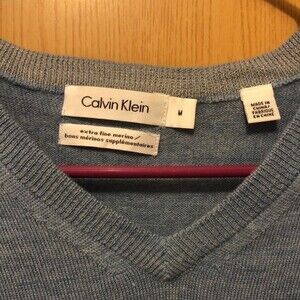 Calvin Klein
M
extra fine merino /
bons mérinos supplémentaires
MADE IN
CHINA /
FABRIQUÉ
EN CHINE